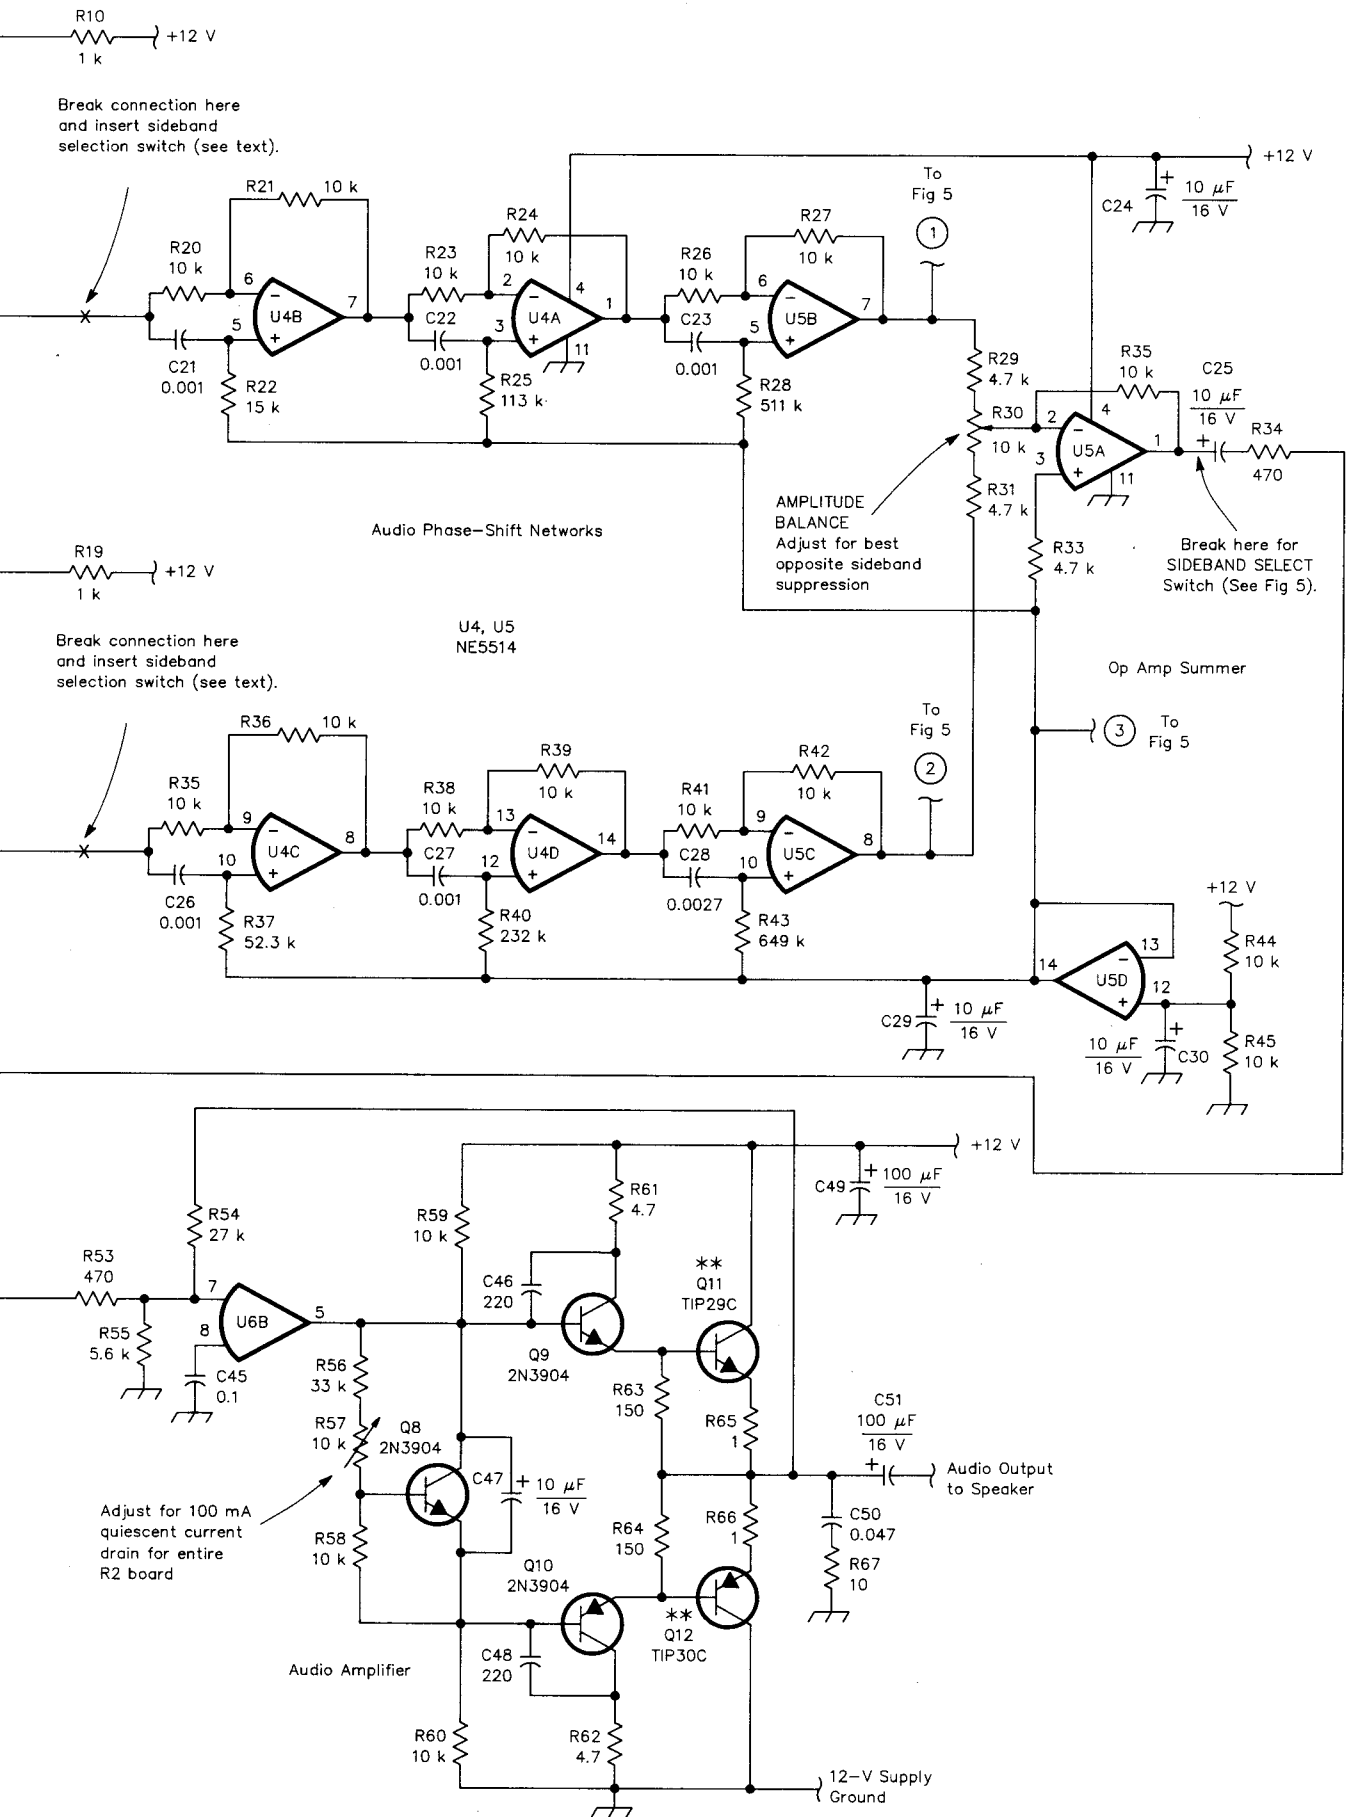 R10
1 k
+12 V
Break connection here
and insert sideband
selection switch (see text).
R21 10 k
R20
10 k
6
−
U4B
7
5
+
C21
0.001
R22
15 k
R24
10 k
R23
10 k
2
−
4
U4A
1
3
+
11
C22
0.001
R25
113 k
R27
10 k
R26
10 k
6
−
U5B
7
5
+
C23
0.001
R28
511 k
To
Fig 5
1
+12 V
C24
+
10 μF
16 V
R29
4.7 k
R30
10 k
R31
4.7 k
R35
10 k
2
−
4
U5A
1
3
+
11
C25
10 μF
16 V
+
R34
470
R33
4.7 k
AMPLITUDE
BALANCE
Adjust for best
opposite sideband
suppression
Break here for
SIDEBAND SELECT
Switch (See Fig 5).
Audio Phase-Shift Networks
R19
1 k
+12 V
U4, U5
NE5514
Op Amp Summer
Break connection here
and insert sideband
selection switch (see text).
R36 10 k
R35
10 k
9
−
U4C
8
10
+
C26
0.001
R37
52.3 k
R39
10 k
R38
10 k
13
−
U4D
14
12
+
C27
0.001
R40
232 k
R42
10 k
R41
10 k
9
−
U5C
8
10
+
C28
0.0027
R43
649 k
To
Fig 5
2
3
To
Fig 5
+12 V
R44
10 k
13
−
14
U5D
12
+
C29
+
10 μF
16 V
10 μF
16 V
+
C30
R45
10 k
+12 V
C49
+
100 μF
16 V
R54
27 k
R59
10 k
R61
4.7
R53
470
7
U6B
5
8
R55
5.6 k
C45
0.1
C46
220
**
Q11
TIP29C
Q9
2N3904
R56
33 k
R57
10 k
Q8
2N3904
C47
+
10 μF
16 V
R63
150
R65
1
C51
100 μF
16 V
+
Audio Output
to Speaker
Adjust for 100 mA
quiescent current
drain for entire
R2 board
R58
10 k
R64
150
R66
1
C50
0.047
R67
10
Q10
2N3904
**
Q12
TIP30C
C48
220
Audio Amplifier
R60
10 k
R62
4.7
12-V Supply
Ground